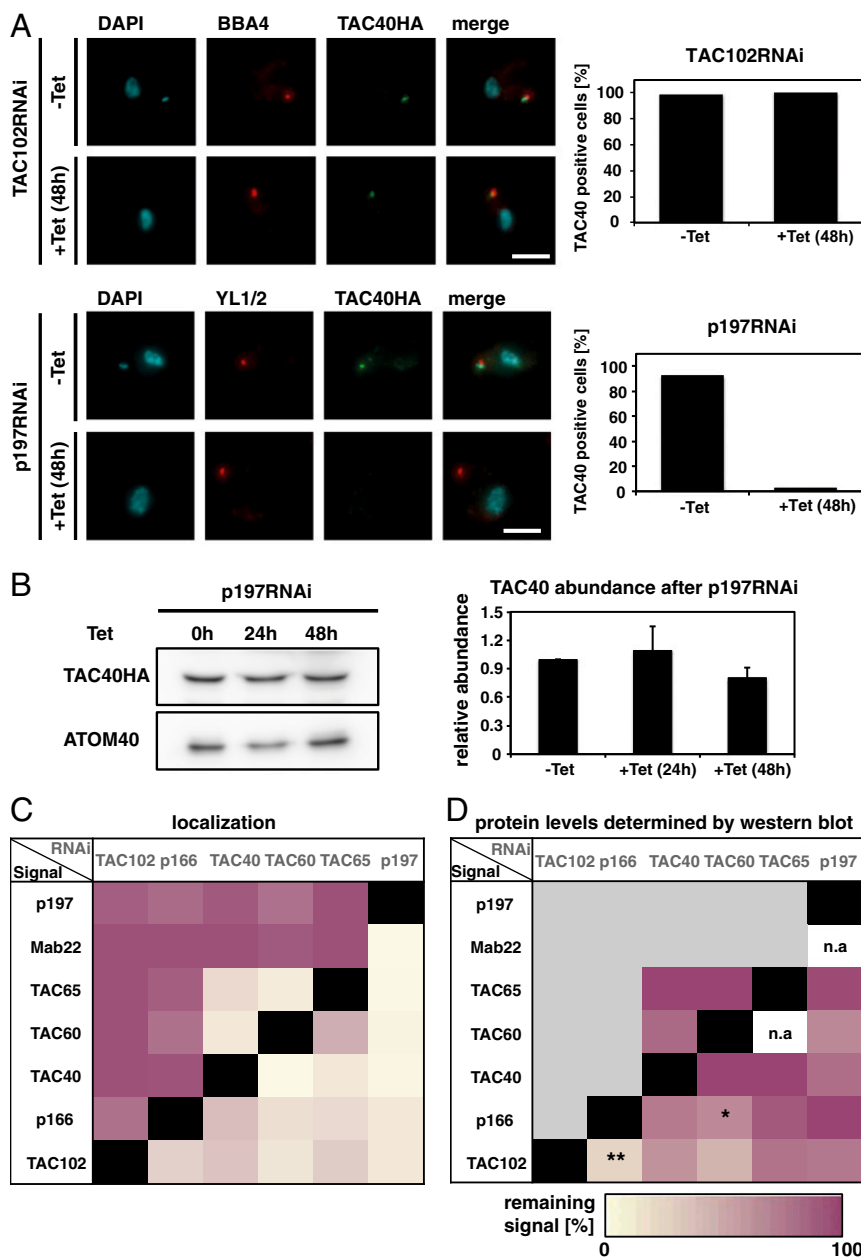 A
DAPI BBA4 TAC40HA merge
TAC102RNAi
-Tet
+Tet (48h)
TAC102RNAi
TAC40 positive cells [%]
100
80
60
40
20
0
-Tet +Tet (48h)
DAPI YL1/2 TAC40HA merge
p197RNAi
-Tet
+Tet (48h)
p197RNAi
TAC40 positive cells [%]
100
80
60
40
20
0
-Tet +Tet (48h)
B
p197RNAi
Tet 0h 24h 48h
TAC40HA
ATOM40
TAC40 abundance after p197RNAi
relative abundance
1.5
1.2
0.9
0.6
0.3
0
-Tet +Tet (24h) +Tet (48h)
C
localization
RNAi
Signal
TAC102 p166 TAC40 TAC60 TAC65 p197
p197
Mab22
TAC65
TAC60
TAC40
p166
TAC102
D
protein levels determined by western blot
RNAi
Signal
TAC102 p166 TAC40 TAC60 TAC65 p197
p197
Mab22 n.a
TAC65
TAC60 n.a
TAC40
p166 *
TAC102 **
remaining
signal [%]
0 100